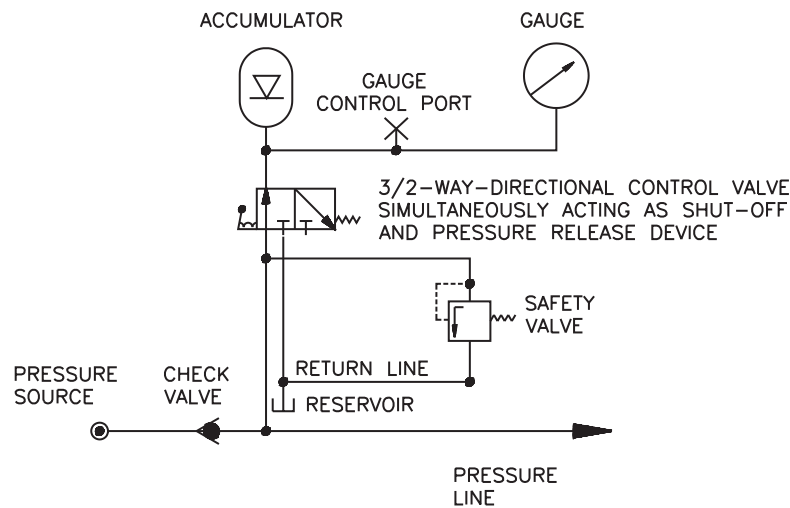 ACCUMULATOR
GAUGE
GAUGE
CONTROL PORT
3/2-WAY-DIRECTIONAL CONTROL VALVE
SIMULTANEOUSLY ACTING AS SHUT-OFF
AND PRESSURE RELEASE DEVICE
SAFETY
VALVE
RETURN LINE
PRESSURE
SOURCE
CHECK
VALVE
RESERVOIR
PRESSURE
LINE